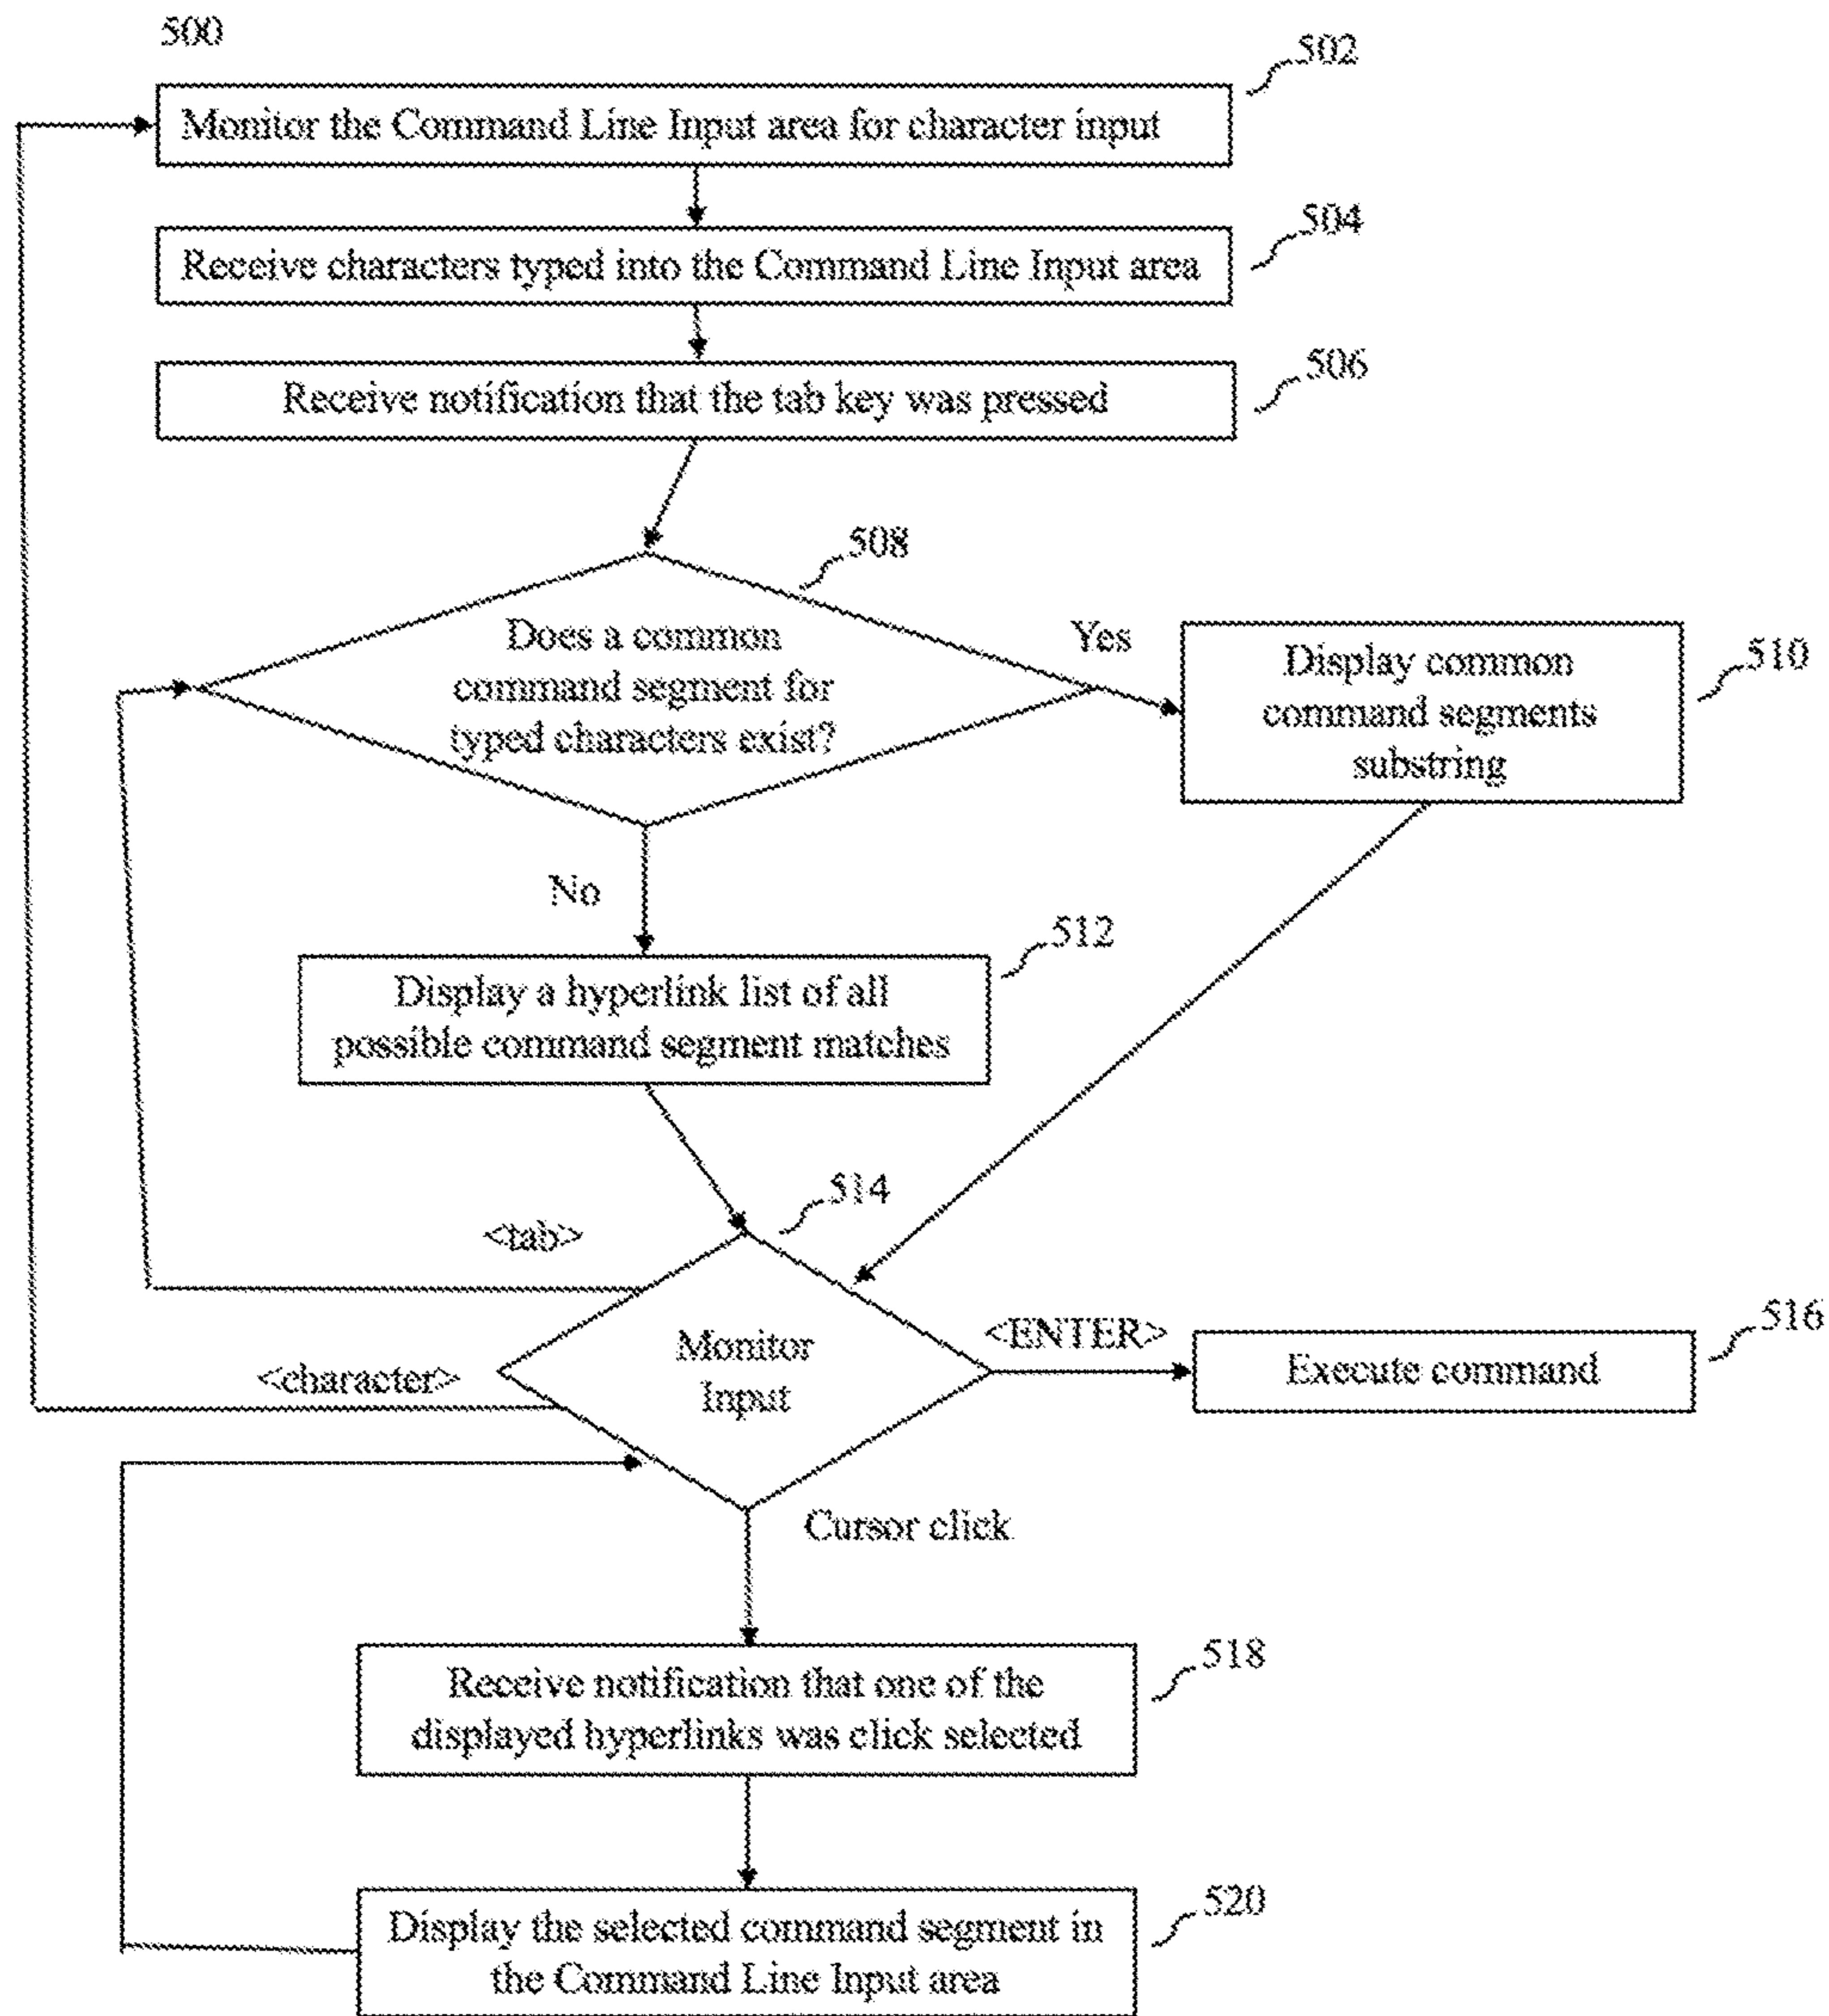 500
502
Monitor the Command Line Input area for character input
504
Receive characters typed into the Command Line Input area
506
Receive notification that the tab key was pressed
508
Does a common
command segment for
typed characters exist?
Yes
510
Display common
command segments
substring
No
512
Display a hyperlink list of all
possible command segment matches
514
<tab>
<character>
Monitor
Input
<ENTER>
516
Execute command
Cursor click
518
Receive notification that one of the
displayed hyperlinks was click selected
520
Display the selected command segment in
the Command Line Input area